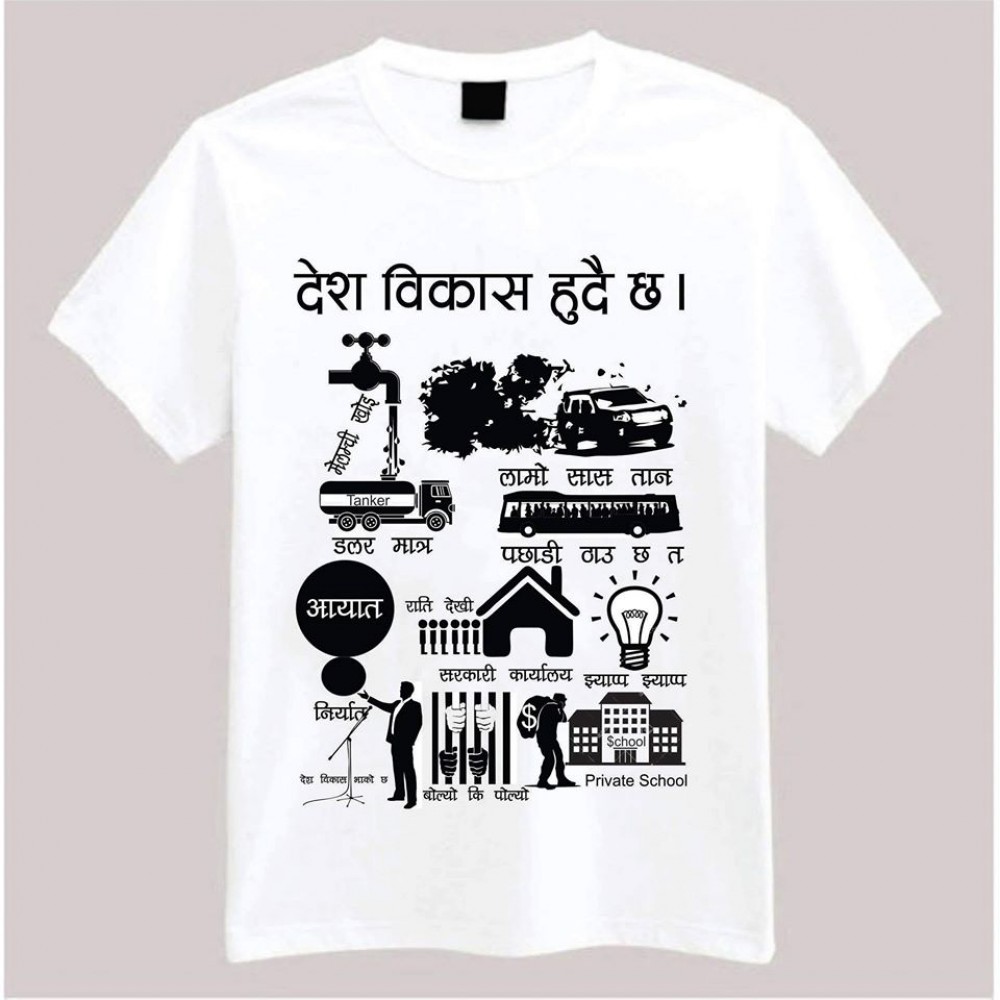 देश विकास हुदै छ।
मेलम्ची खोइ
लामो सास तान
Tanker
डलर मात्र
पछाडी ठाउ छ त
आयात
राति देखी
सरकारी कार्यालय
झ्याप्प झ्याप्प
निर्यात
$
$chool
देश विकास भाको छ
बोल्यो कि पोल्यो
Private School